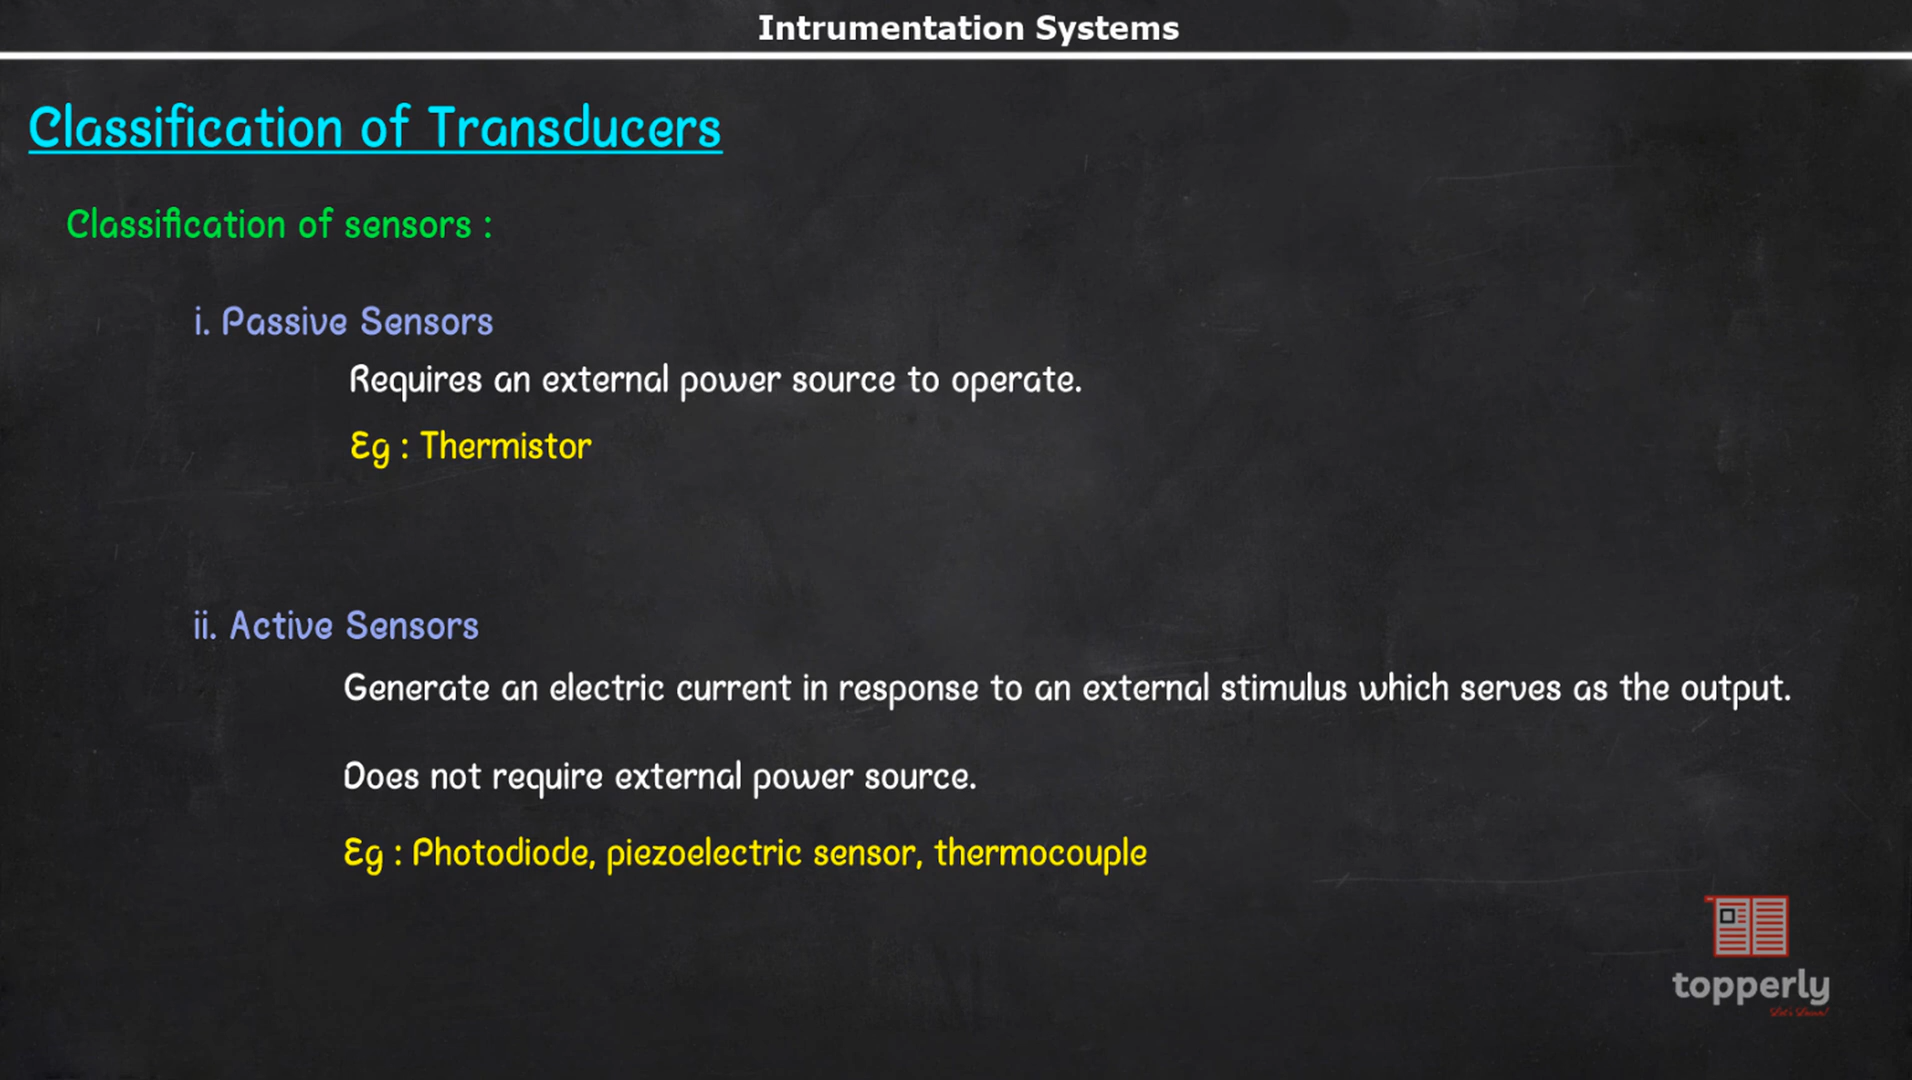 Intrumentation Systems
Classification of Transducers
Classification of sensors :
i. Passive Sensors
Requires an external power source to operate.
Eg : Thermistor
ii. Active Sensors
Generate an electric current in response to an external stimulus which serves as the output.
Does not require external power source.
Eg : Photodiode, piezoelectric sensor, thermocouple
topperly
Let's Learn!